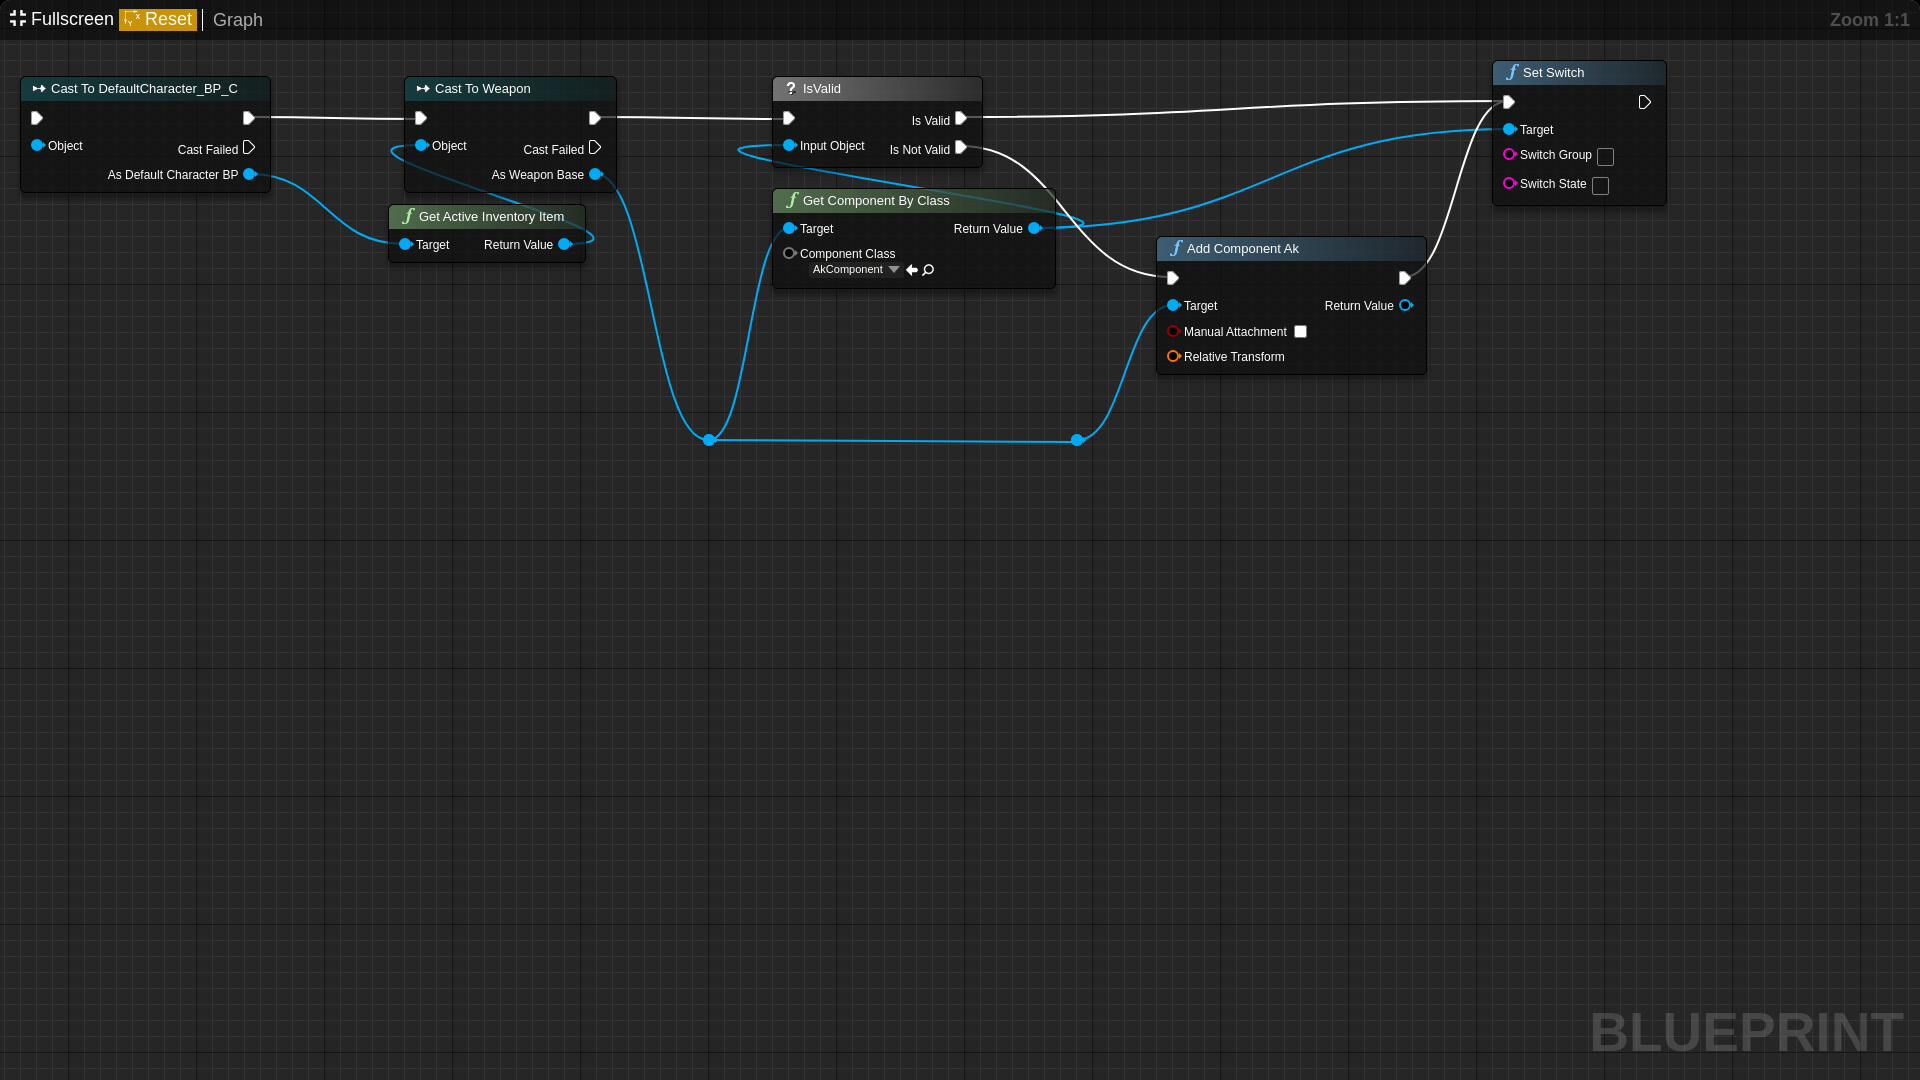 Fullscreen Reset Graph
Zoom 1:1
Cast To DefaultCharacter_BP_C
Object
Cast Failed
As Default Character BP
Cast To Weapon
Object
Cast Failed
As Weapon Base
Get Active Inventory Item
Target Return Value
? IsValid
Is Valid
Input Object
Is Not Valid
Get Component By Class
Target Return Value
Component Class
AkComponent
Add Component Ak
Target Return Value
Manual Attachment
Relative Transform
Set Switch
Target
Switch Group
Switch State
BLUEPRINT